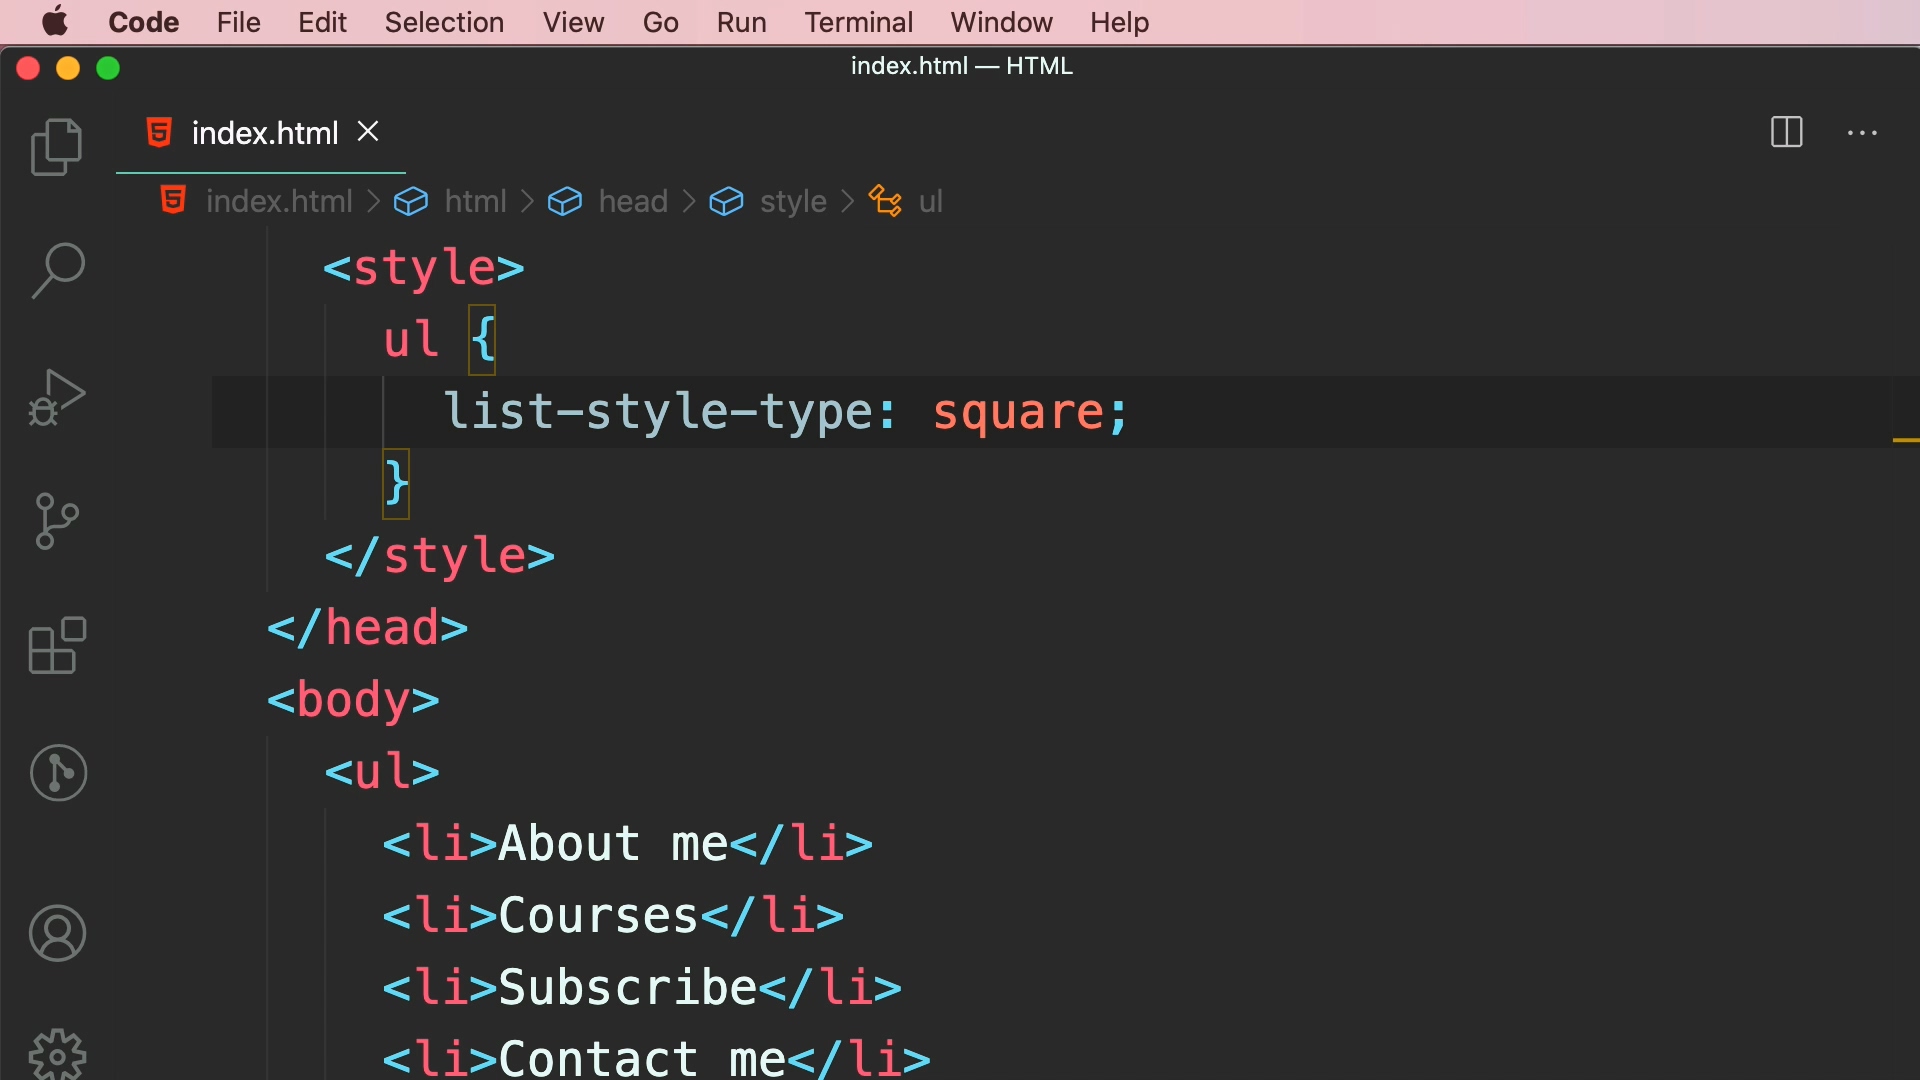 Code File Edit Selection View Go Run Terminal Window Help
index.html — HTML
index.html
index.html > html > head > style > ul
<style>
ul {
list-style-type: square;
}
</style>
</head>
<body>
<ul>
<li>About me</li>
<li>Courses</li>
<li>Subscribe</li>
<li>Contact me</li>